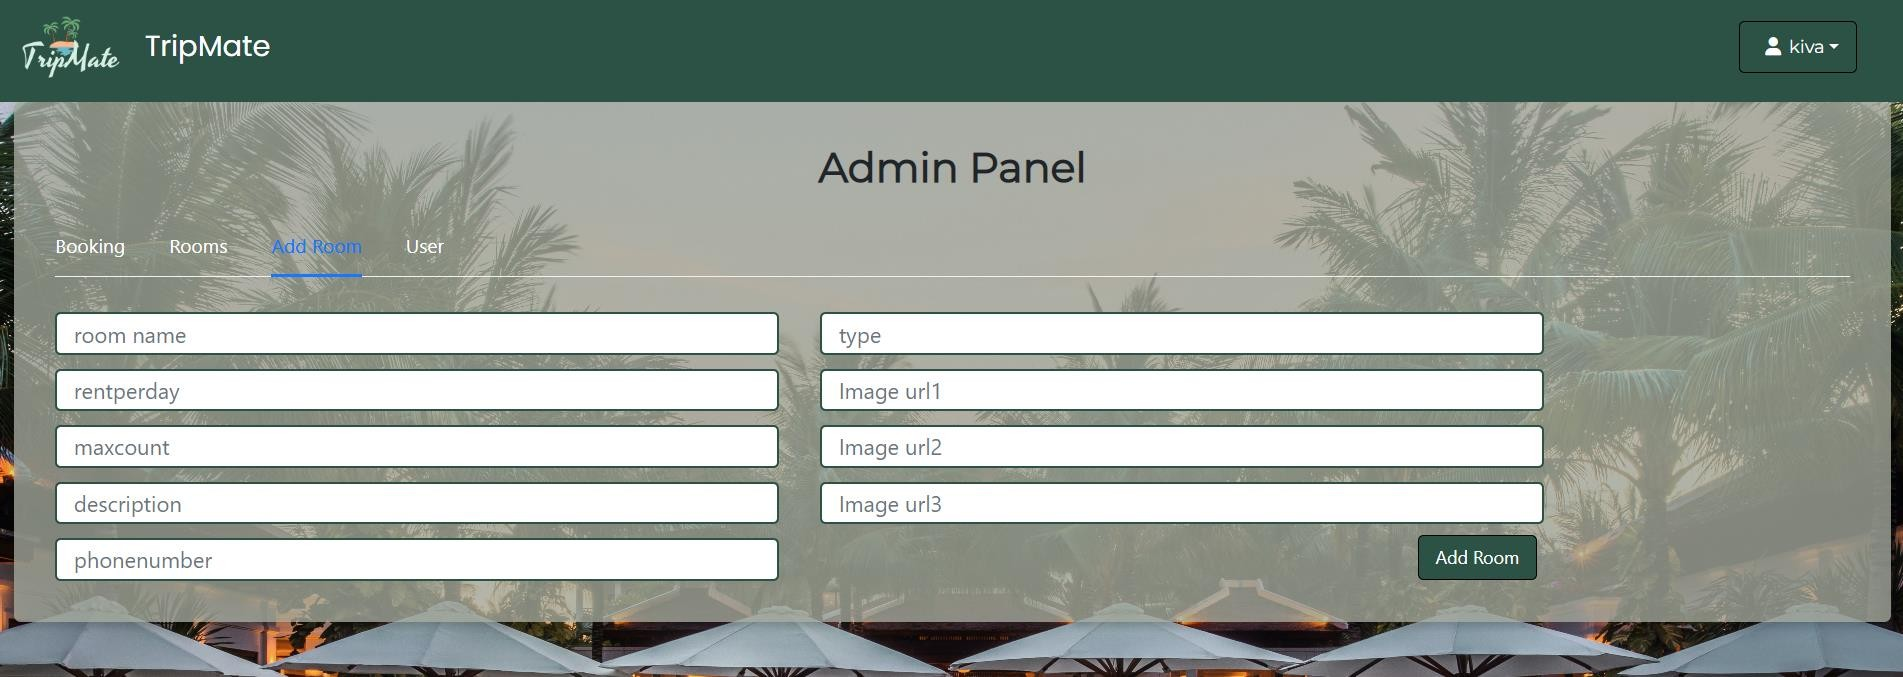 TripMate TripMate kiva
Admin Panel
Booking Rooms Add Room User
room name type
rentperday Image url1
maxcount Image url2
description Image url3
phonenumber Add Room